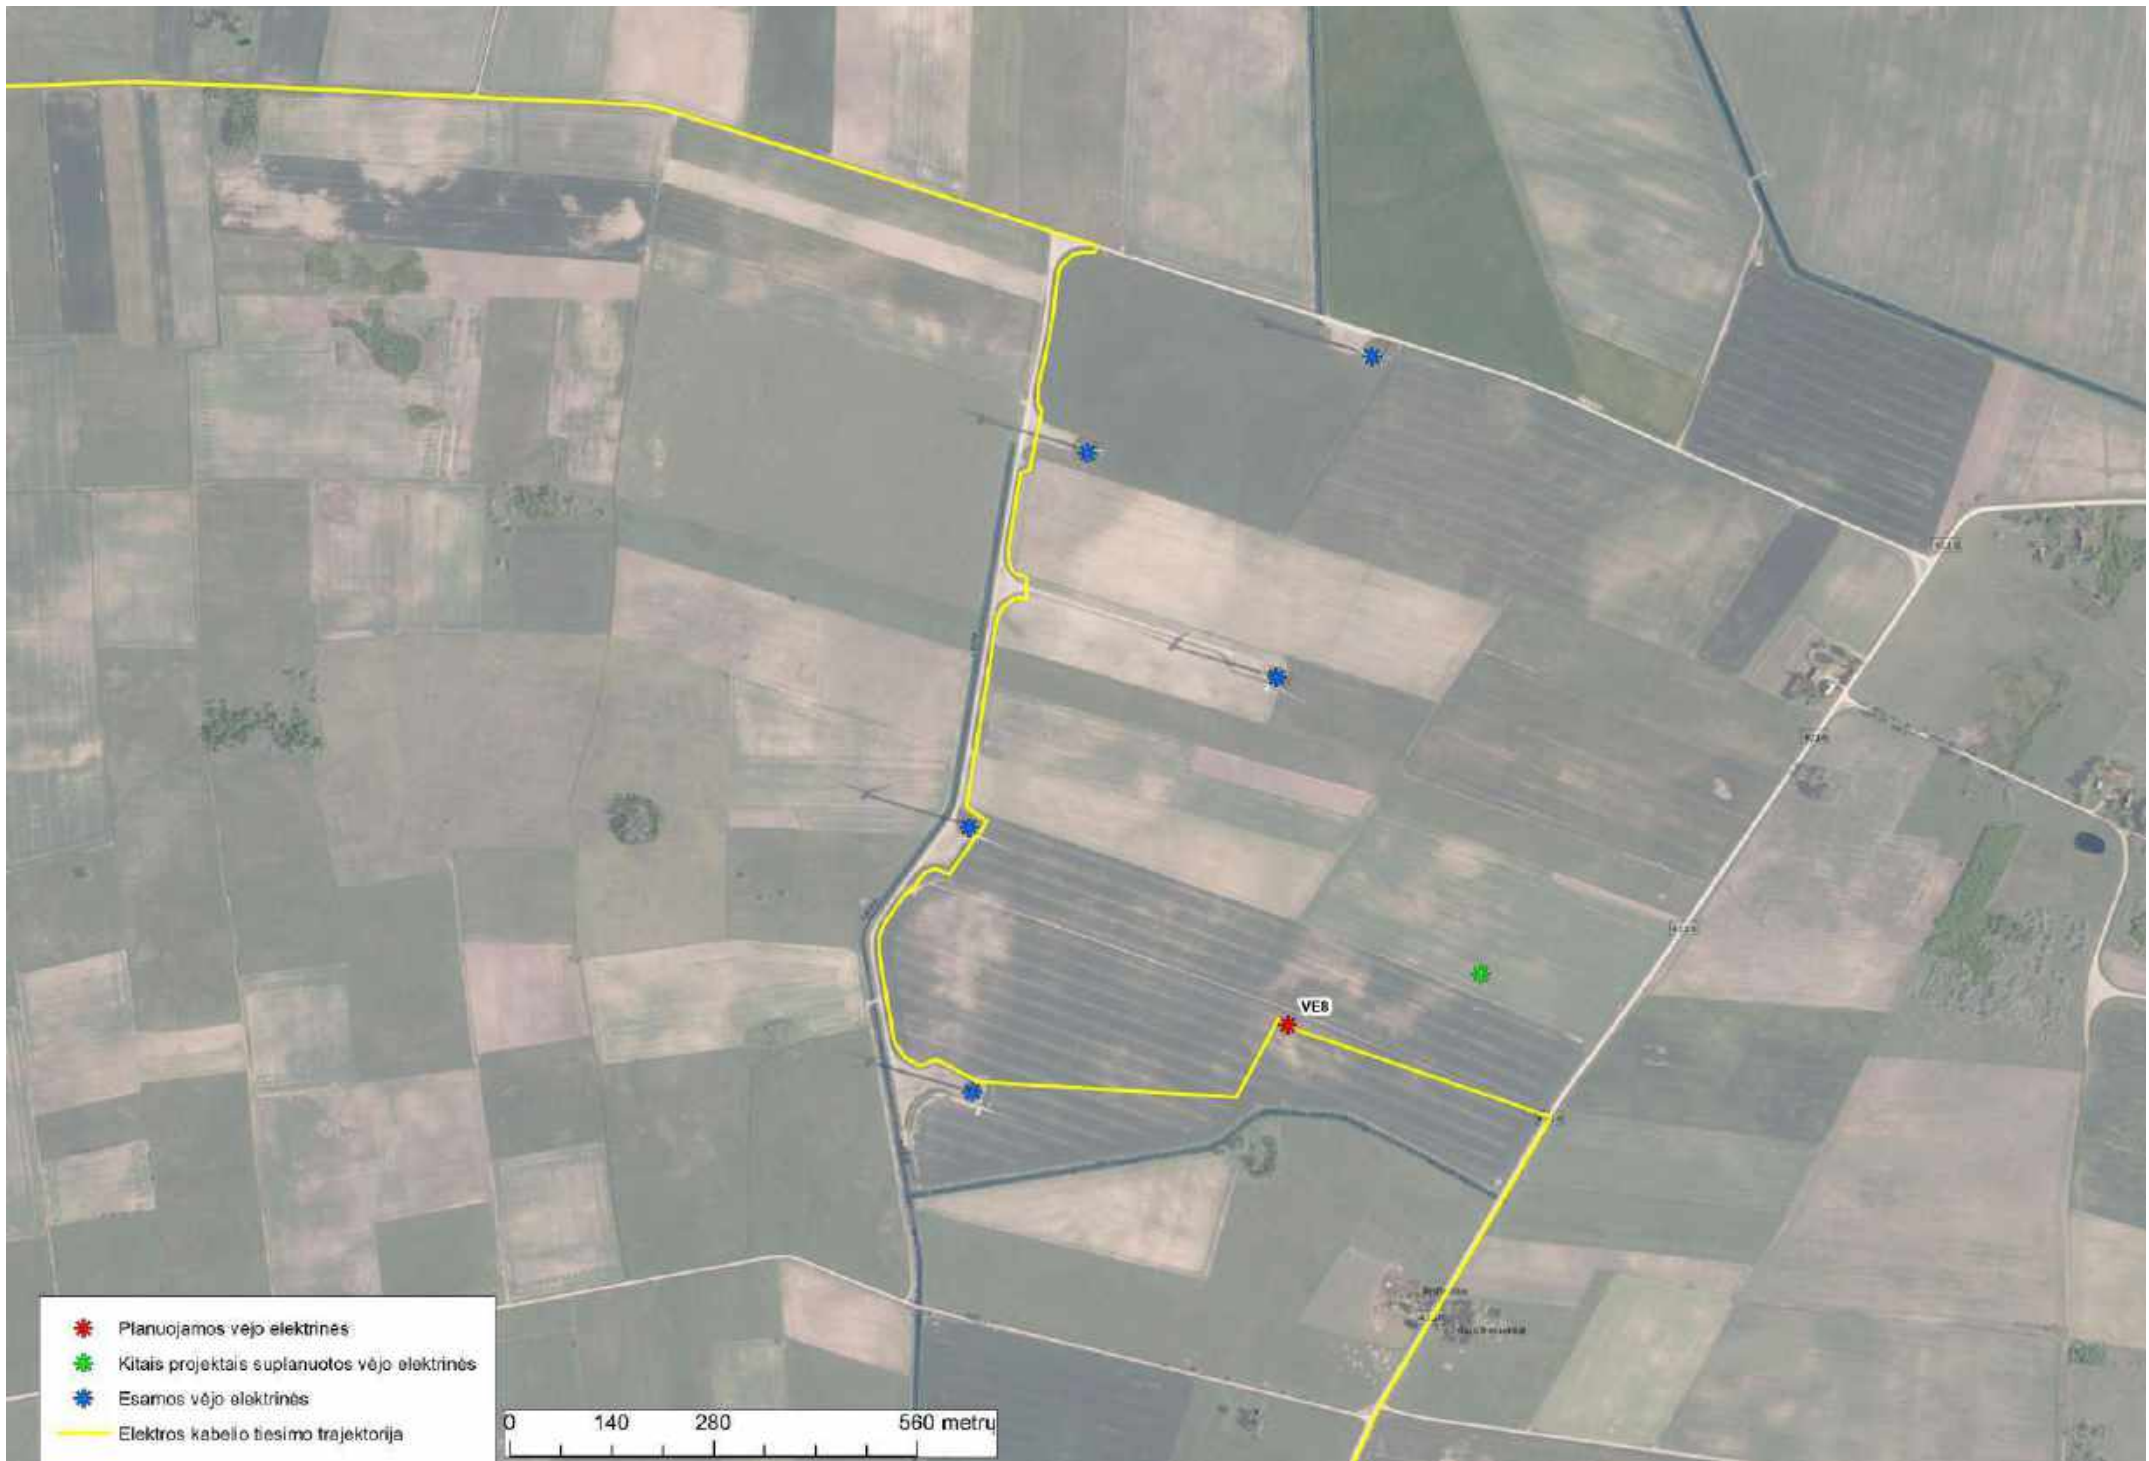 VE8
Planuojamos vėjo elektrinės
Kitais projektais suplanuotos vėjo elektrinės
Esamos vėjo elektrinės
Elektros kabelio tiesimo trajektorija
0 140 280 560 metrų